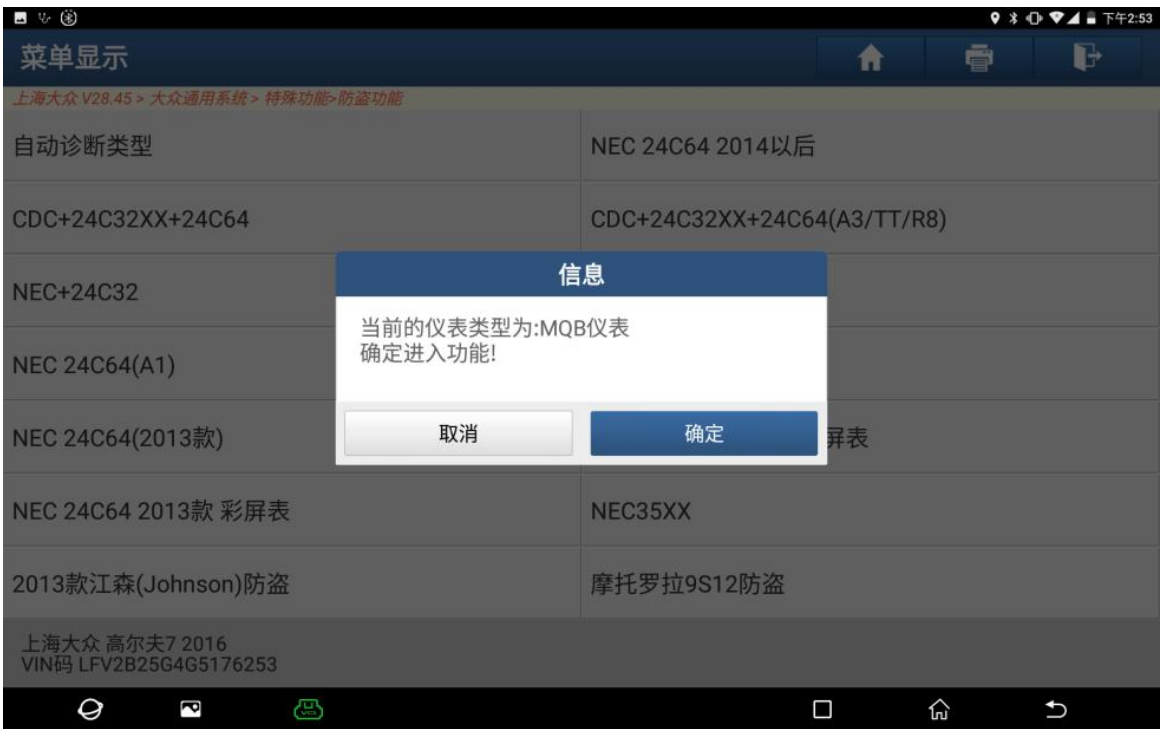 下午2:53
菜单显示
上海大众 V28.45 > 大众通用系统 > 特殊功能>防盗功能
自动诊断类型
NEC 24C64 2014以后
CDC+24C32XX+24C64
CDC+24C32XX+24C64(A3/TT/R8)
信息
NEC+24C32
当前的仪表类型为:MQB仪表
确定进入功能!
NEC 24C64(A1)
取消
确定
NEC 24C64(2013款)
屏表
NEC 24C64 2013款 彩屏表
NEC35XX
2013款江森(Johnson)防盗
摩托罗拉9S12防盗
上海大众 高尔夫7 2016
VIN码 LFV2B25G4G5176253